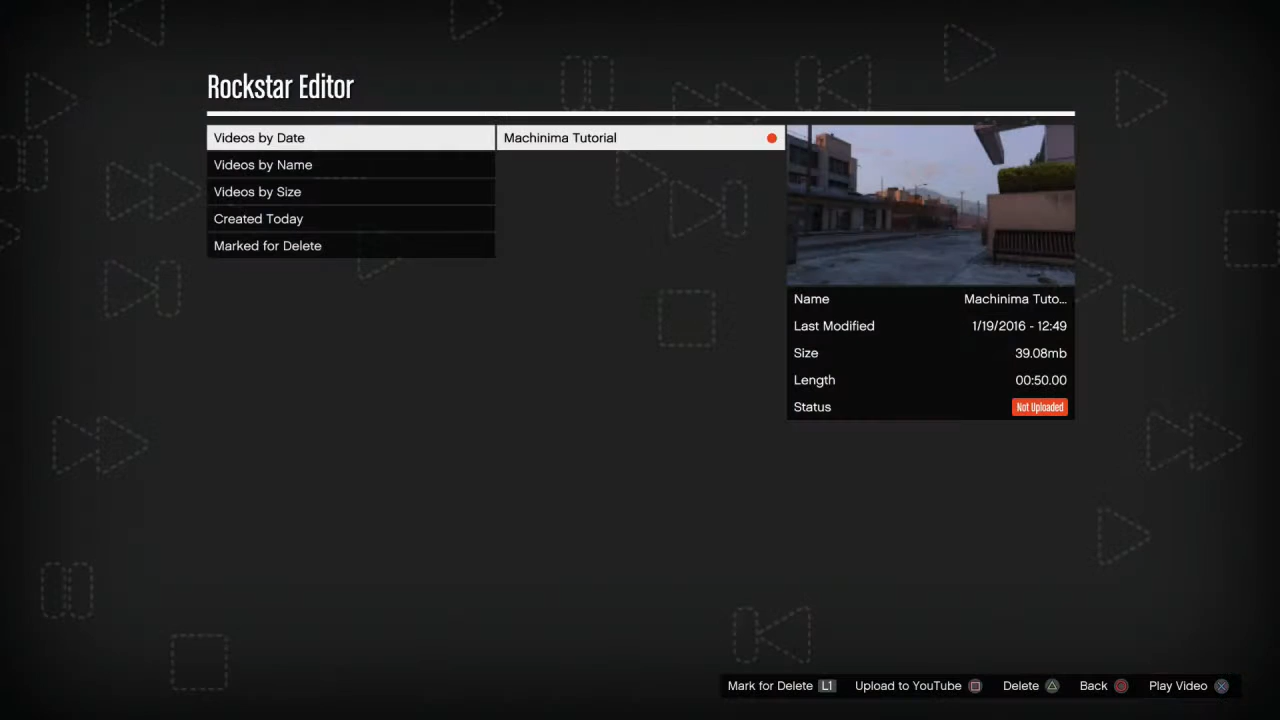 Rockstar Editor
Videos by Date
Videos by Name
Videos by Size
Created Today
Marked for Delete
Machinima Tutorial
Name Machinima Tuto...
Last Modified 1/19/2016 - 12:49
Size 39.08mb
Length 00:50.00
Status Not Uploaded
Mark for Delete L1 Upload to YouTube Delete Back Play Video